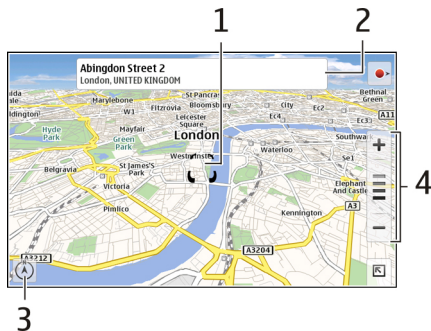 1
2
Abingdon Street 2
London, UNITED KINGDOM
St Pancras
Bethnal
Green
Marylebone
Fitzrovia
Bloomsbury
City
Ec2
W1
Ec4
Ec3
A11
Leicester
Square
Hyde
Park
Mayfair
Green
Park
London
Southwa
Waterloo
Se1
Westminster
Belgravia
St James'S
Park
Victoria
Elephant
And Castle
4
Pimlico
A3
Kennington
A3212
A3204
N
3